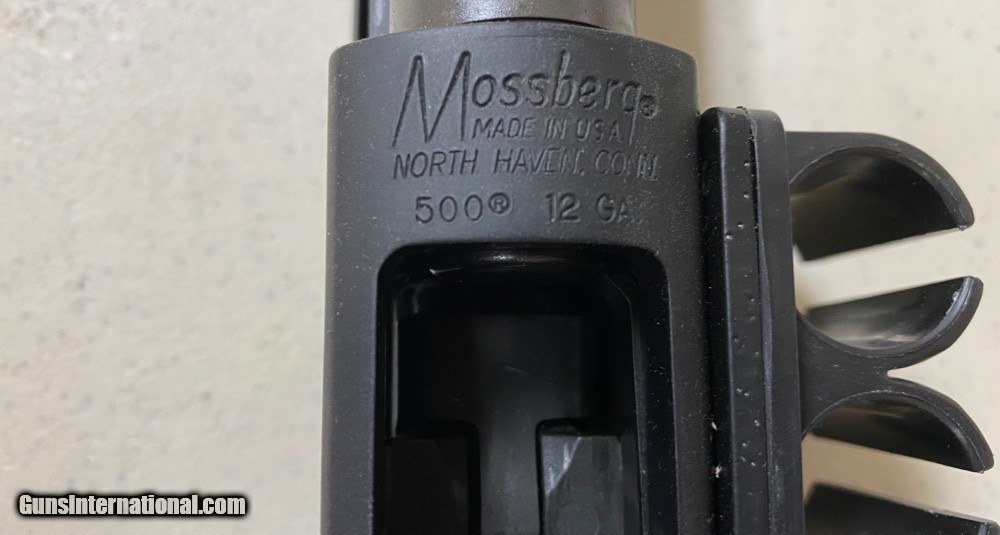 Mossberg®
MADE IN USA
NORTH HAVEN, CONN.
500® 12 GA.
GunsInternational.com